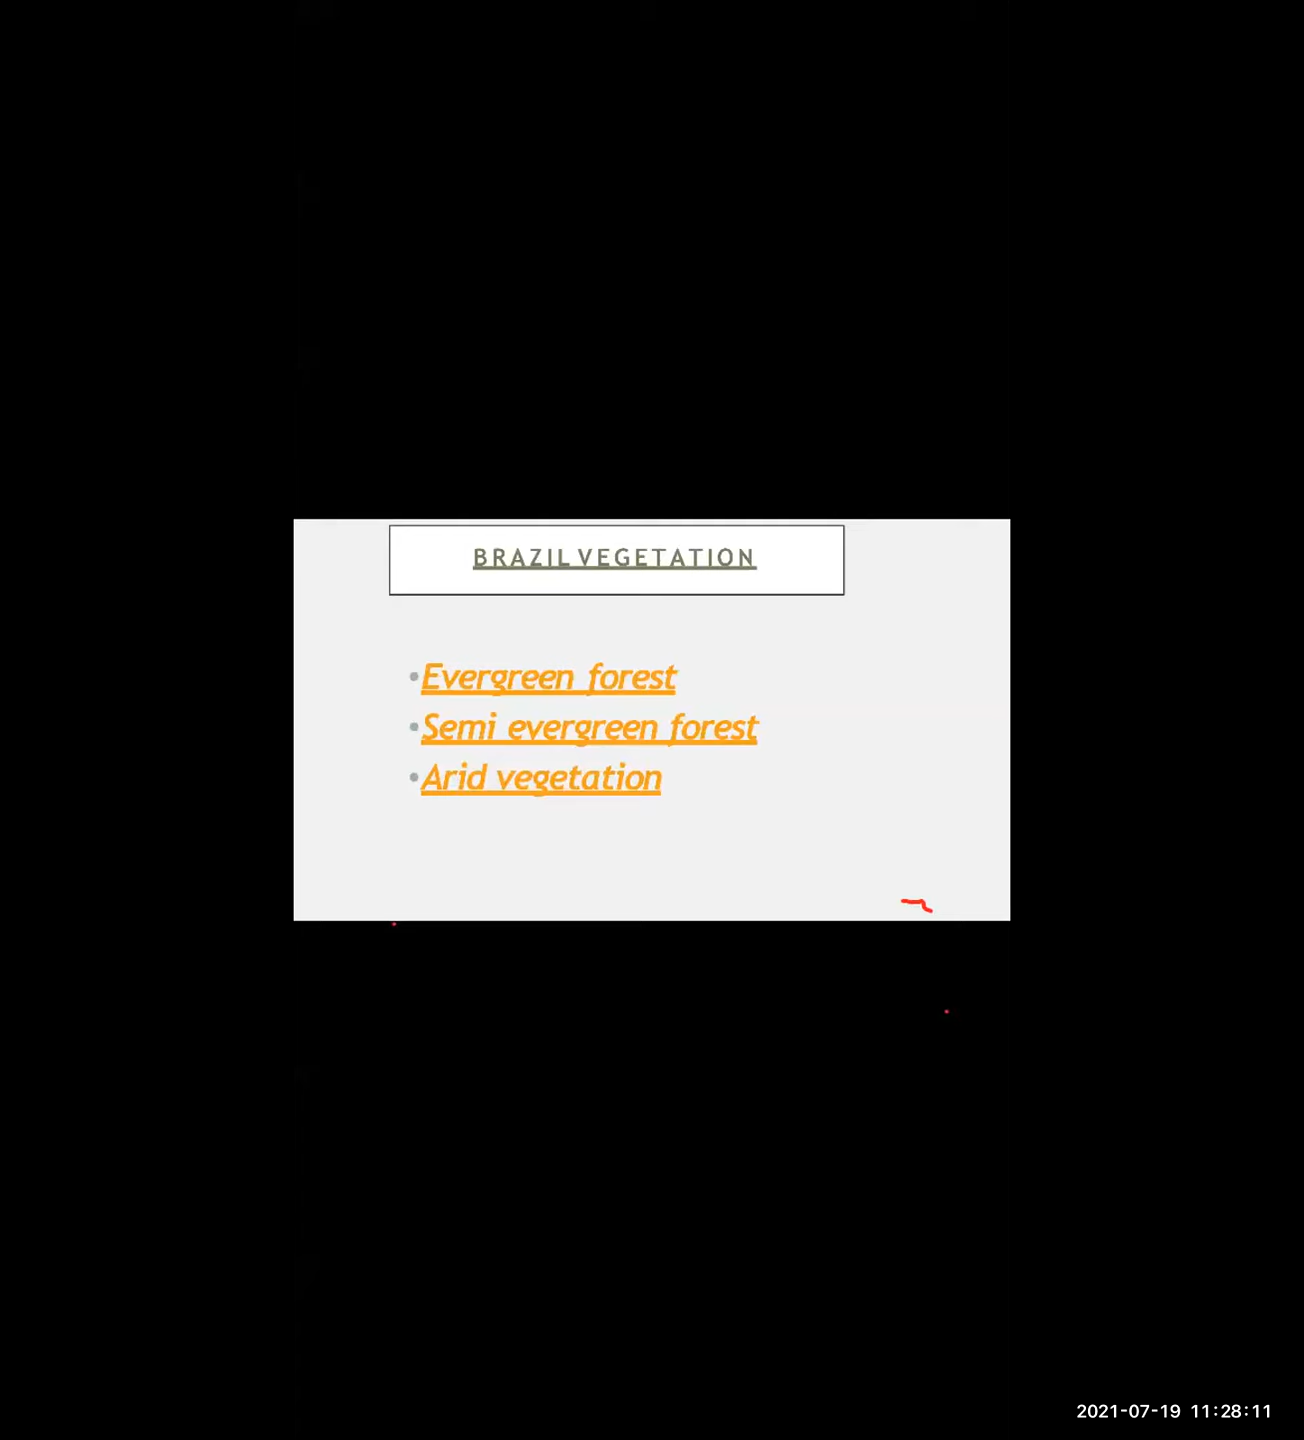 BRAZIL VEGETATION
•Evergreen forest
•Semi evergreen forest
•Arid vegetation
2021-07-19 11:28:11